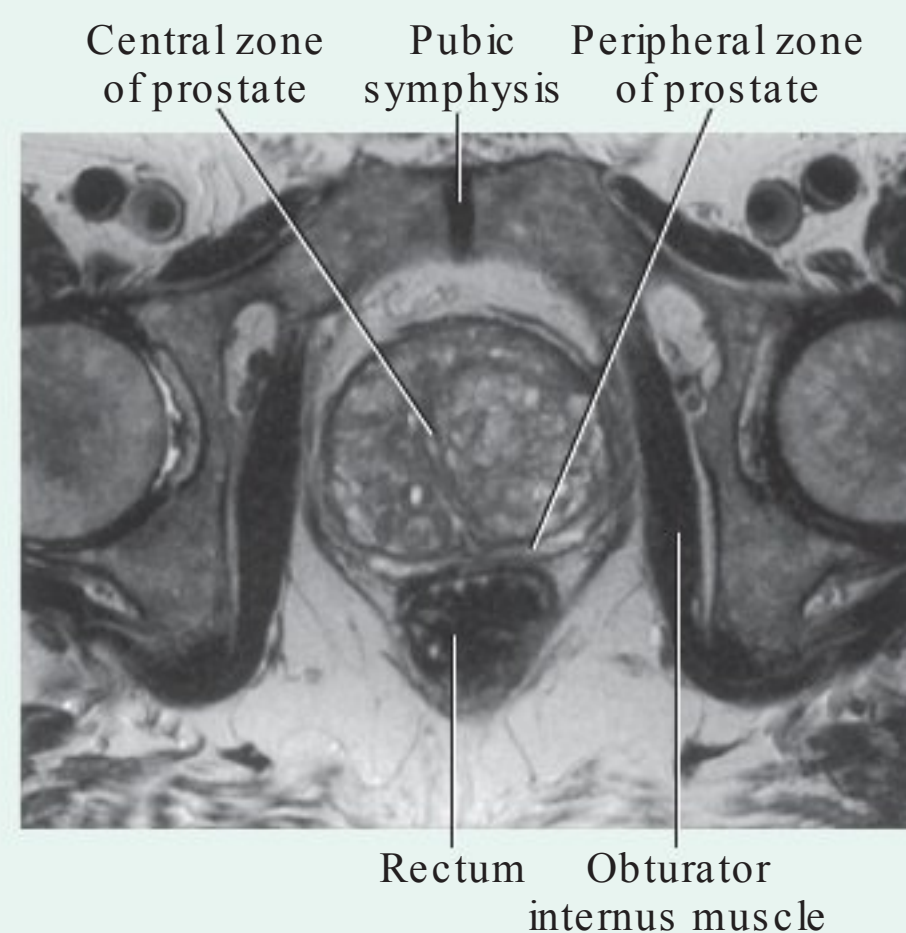 Central zone
of prostate
Pubic
symphysis
Peripheral zone
of prostate
Rectum
Obturator
internus muscle